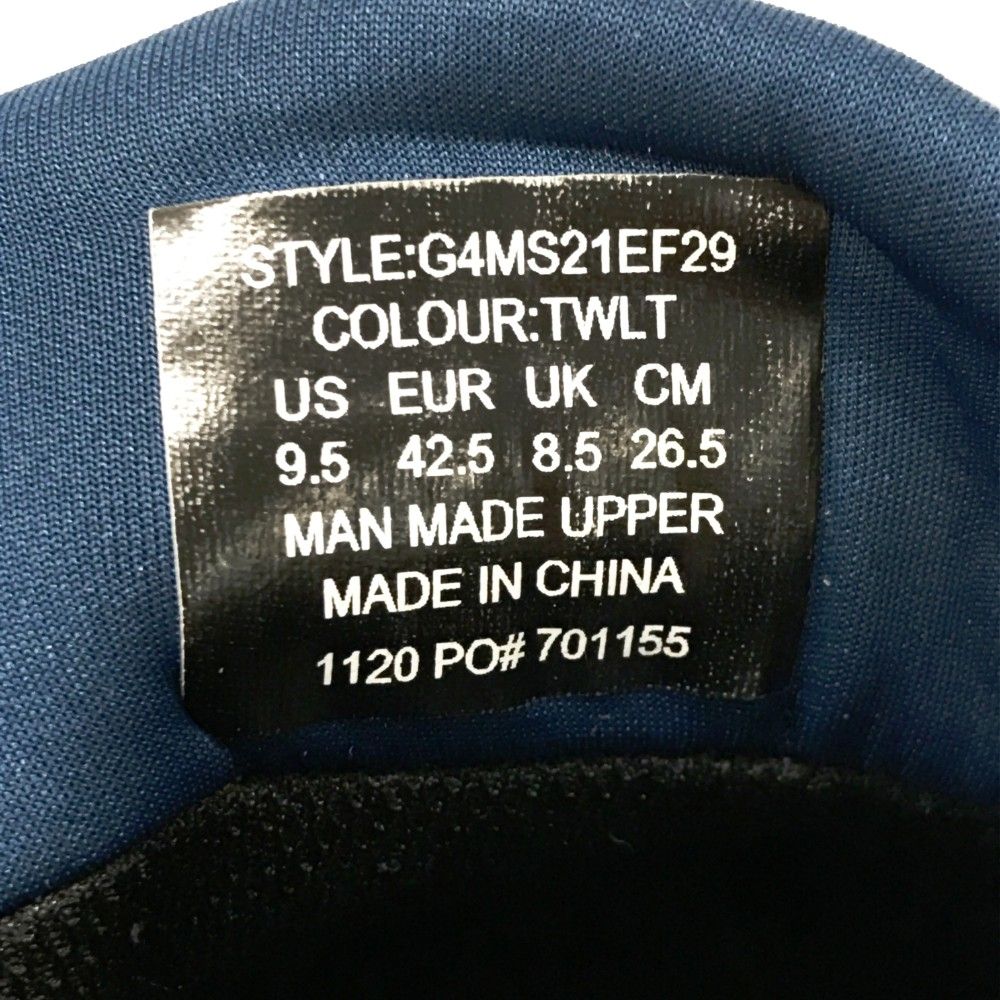 STYLE:G4MS21EF29
COLOUR:TWLT
US EUR UK CM
9.5 42.5 8.5 26.5
MAN MADE UPPER
MADE IN CHINA
1120 PO# 701155